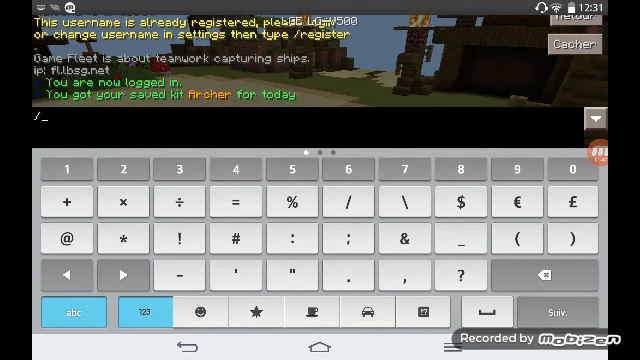 12:31
This username is already registered, please login
or change username in settings then type /register
LGE LG-V500
Retour
Cacher
Game Fleet is about teamwork capturing ships.
ip: fl.lbsg.net
- You are now logged in.
- You got your saved kit Archer for today
/_
1 2 3 4 5 6 7 8 9 0
+ × ÷ = % / \ $ € £
@ * ! # : ; & _ ( )
- ' " . , ?
abc 123 Suiv.
Recorded by Mobizen